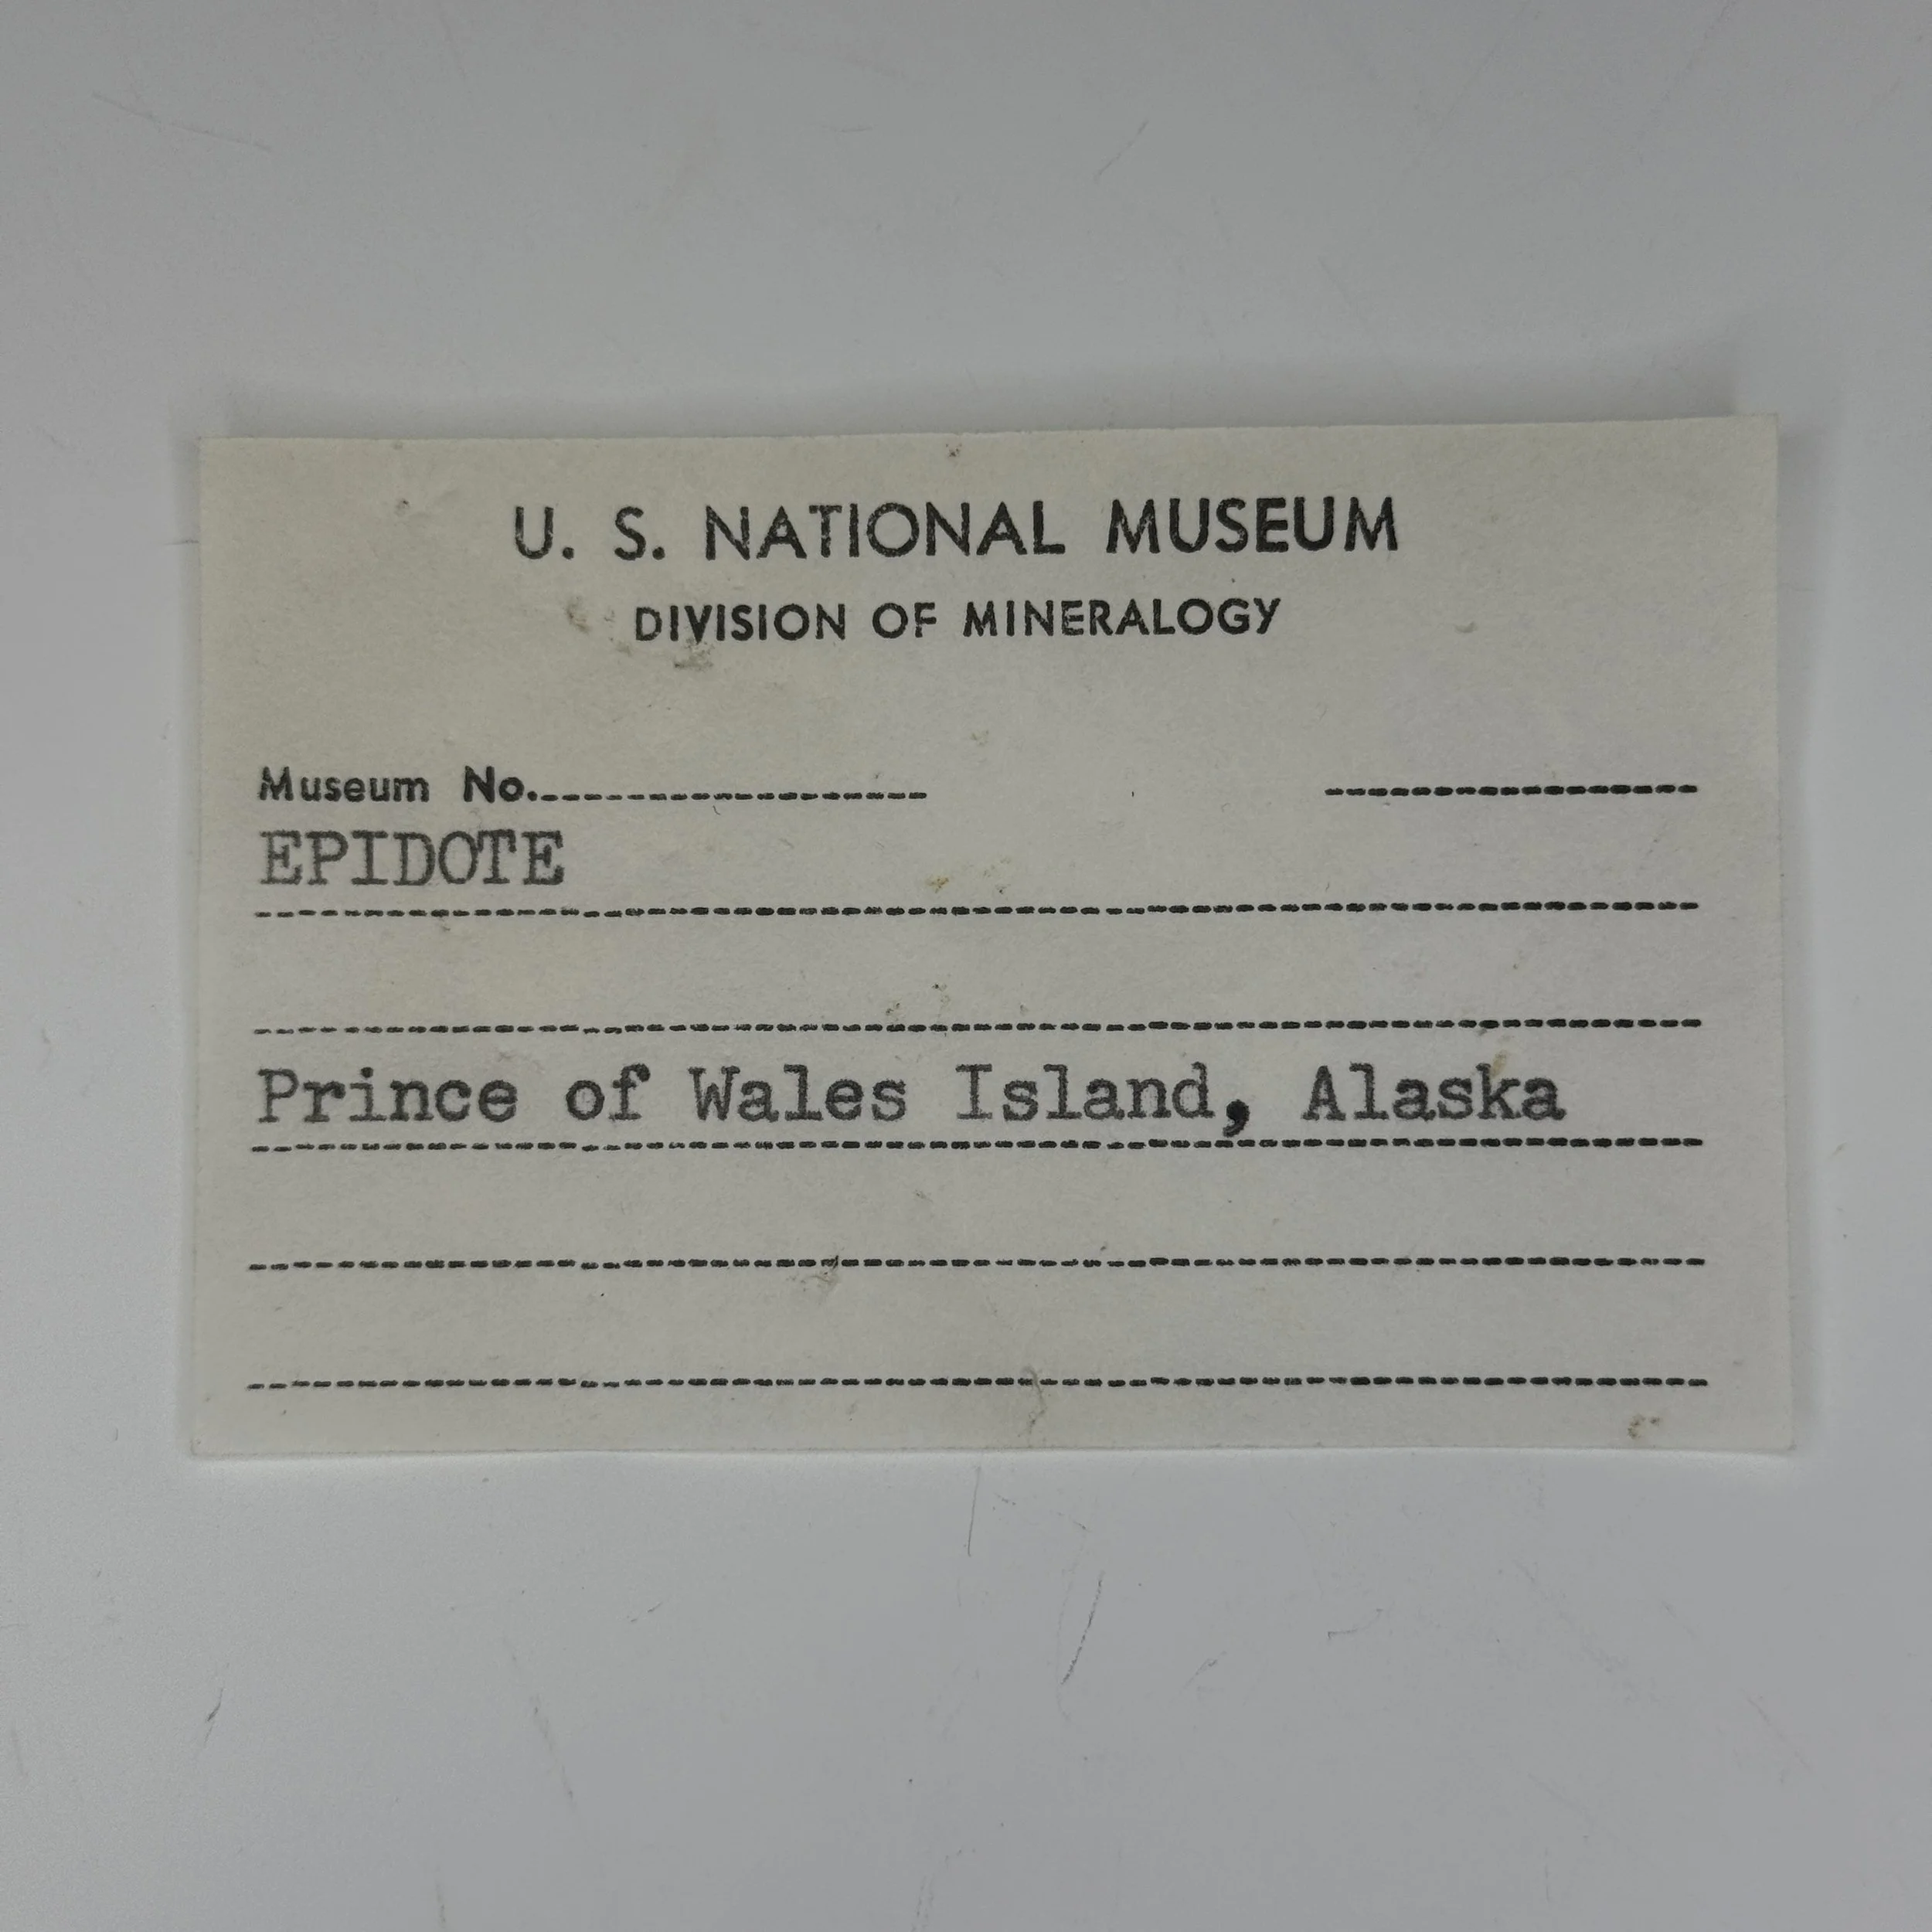 U. S. NATIONAL MUSEUM
DIVISION OF MINERALOGY
Museum No.
EPIDOTE
Prince of Wales Island, Alaska